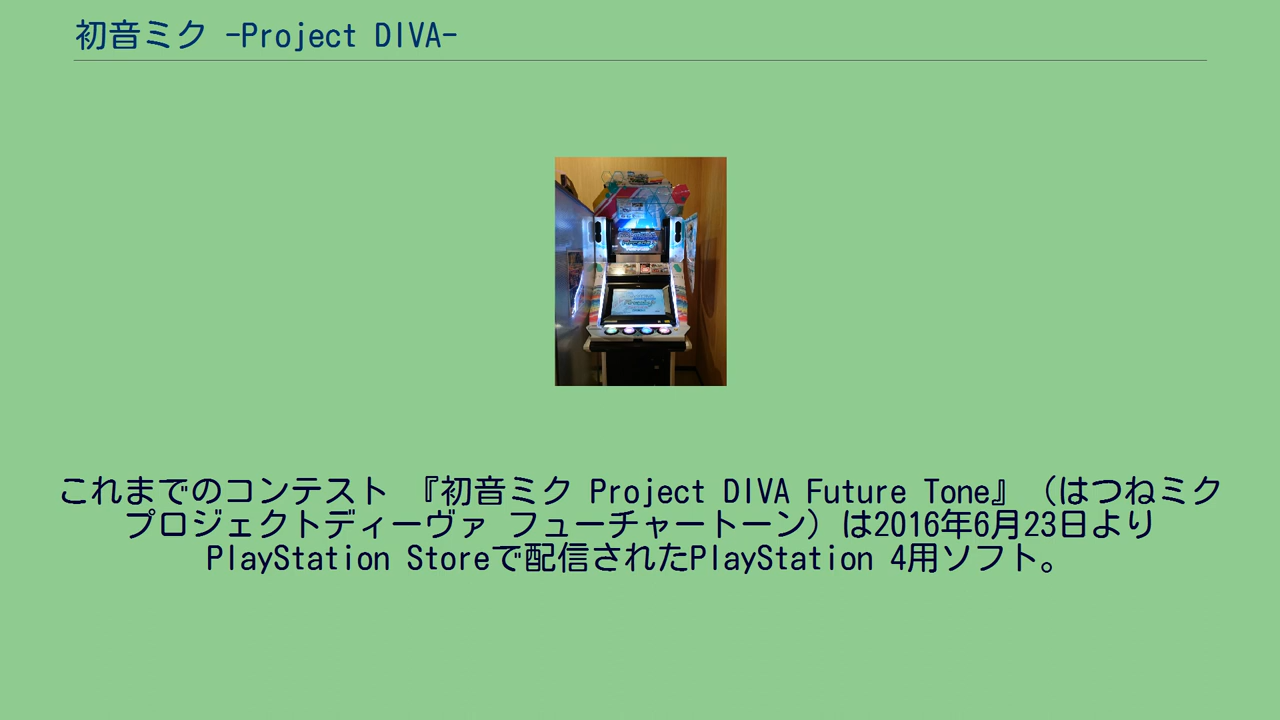 初音ミク -Project DIVA-
これまでのコンテスト 『初音ミク Project DIVA Future Tone』（はつねミク
プロジェクトディーヴァ フューチャートーン）は2016年6月23日より
PlayStation Storeで配信されたPlayStation 4用ソフト。